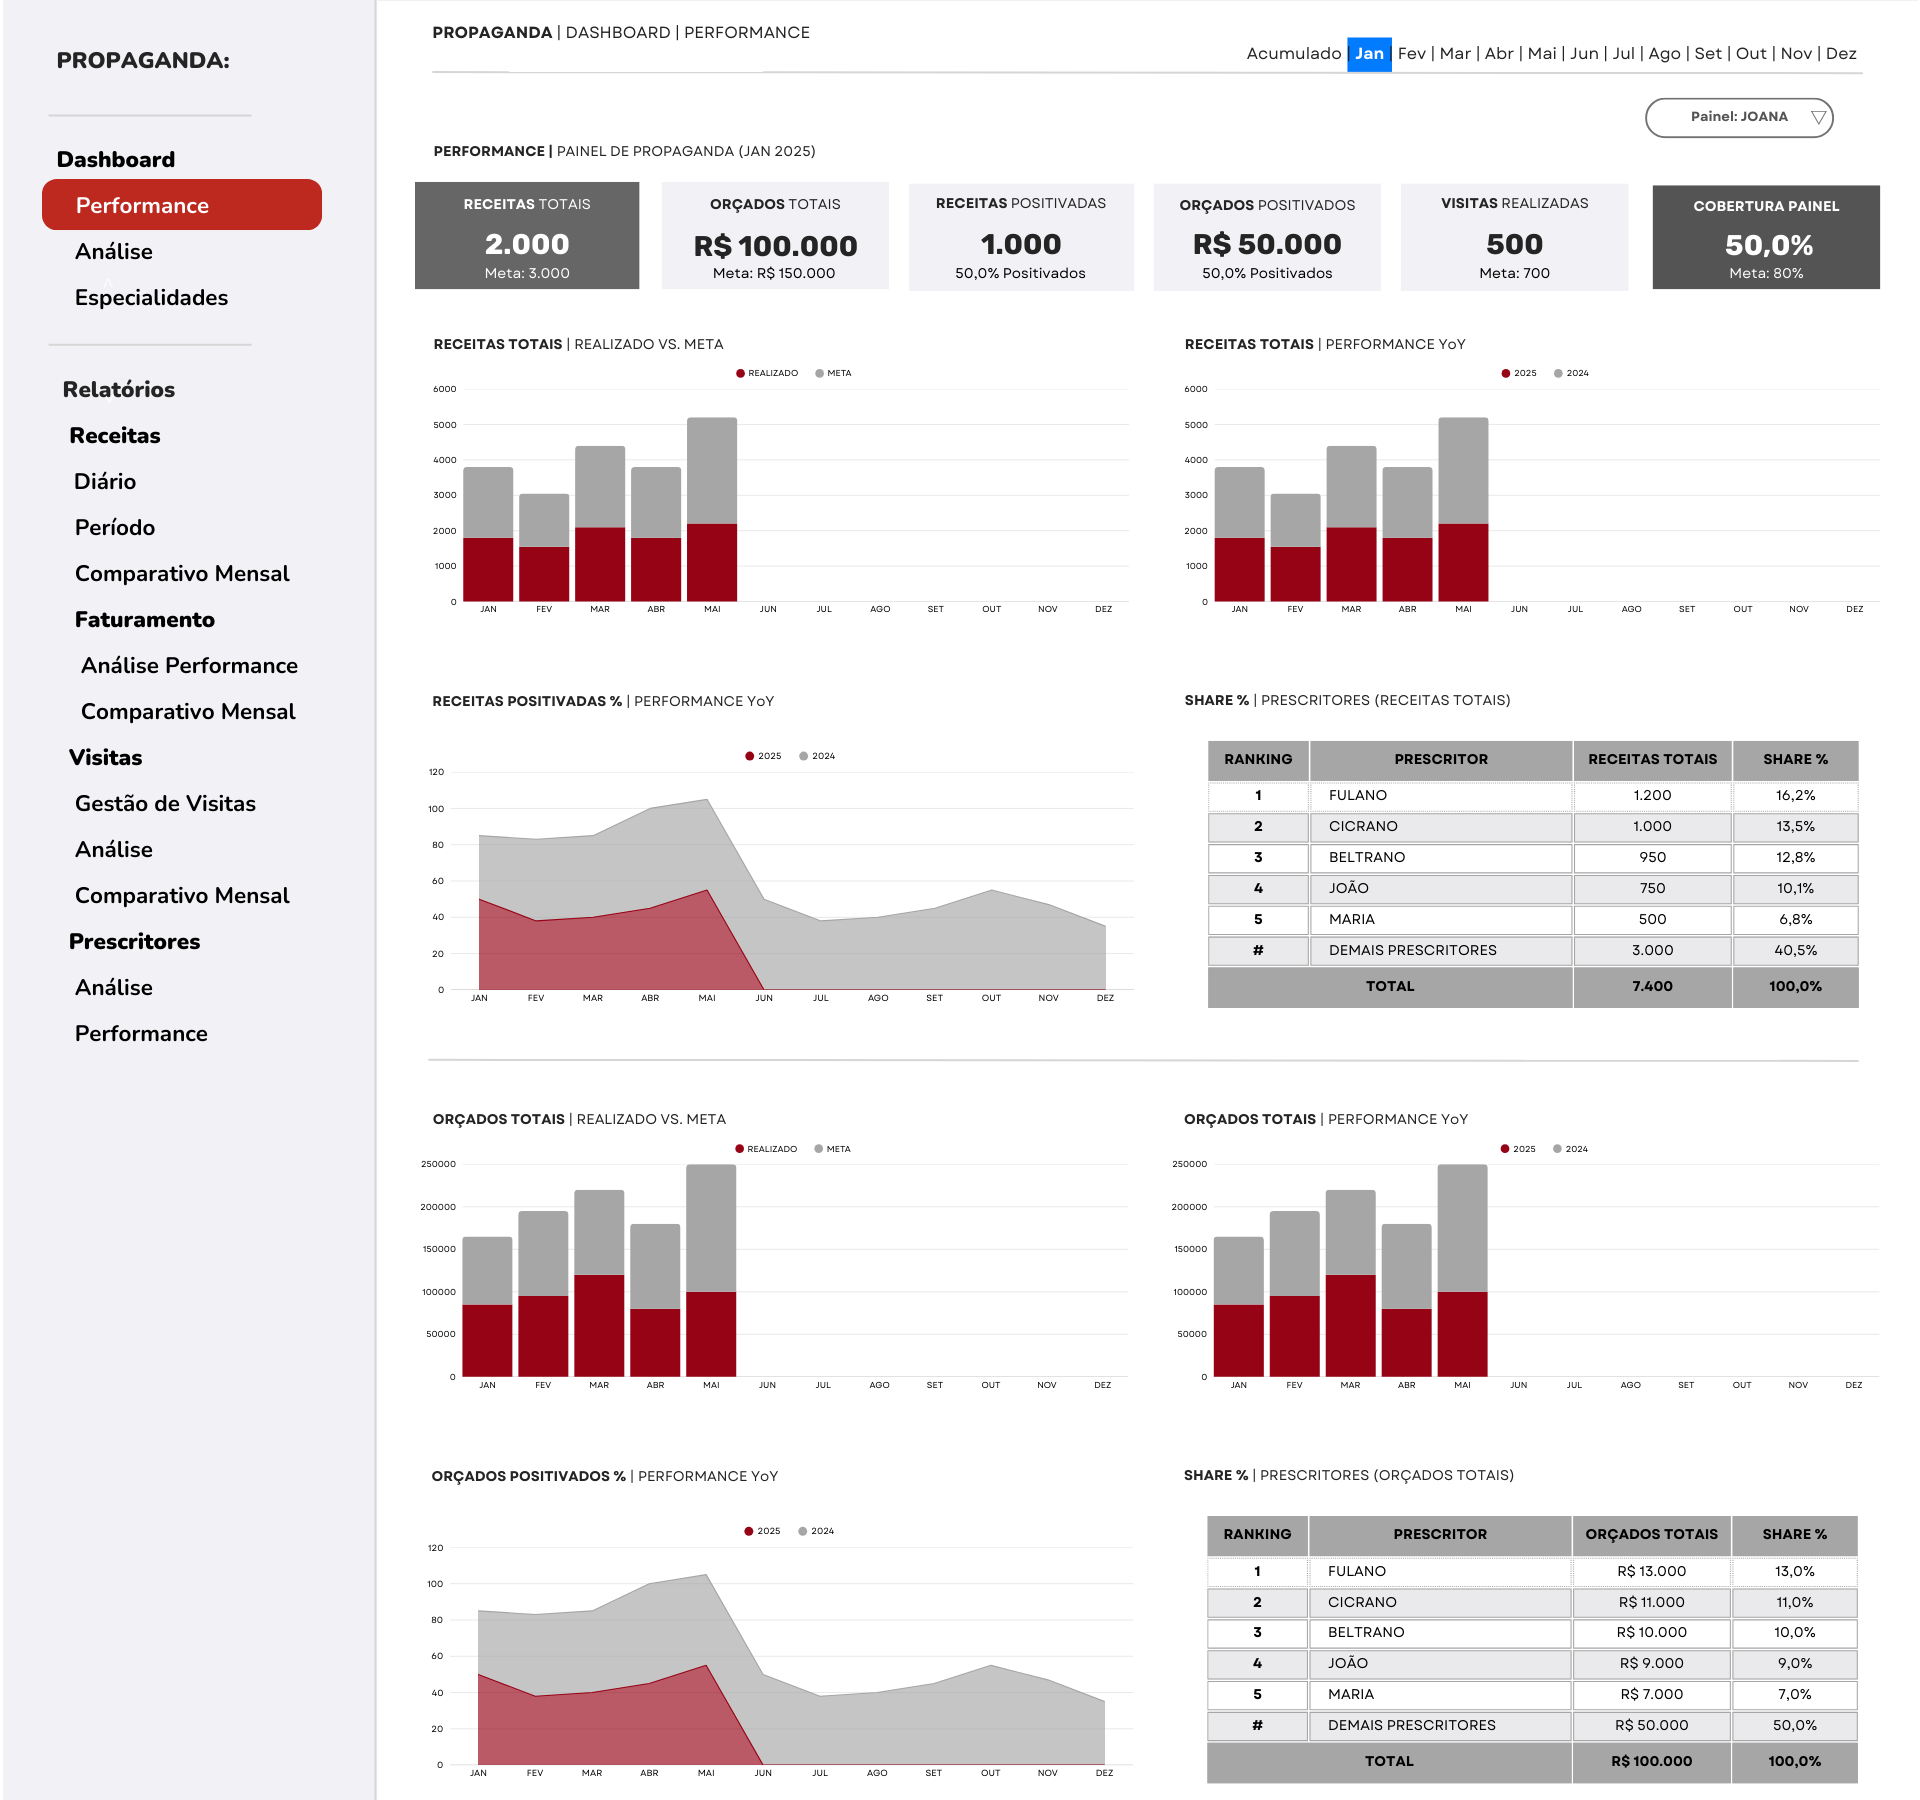 PROPAGANDA:
Dashboard
Performance
Análise
Especialidades
Relatórios
Receitas
Diário
Período
Comparativo Mensal
Faturamento
Análise Performance
Comparativo Mensal
Visitas
Gestão de Visitas
Análise
Comparativo Mensal
Prescritores
Análise
Performance
PROPAGANDA | DASHBOARD | PERFORMANCE
Acumulado | Jan | Fev | Mar | Abr | Mai | Jun | Jul | Ago | Set | Out | Nov | Dez
Painel: JOANA
PERFORMANCE | PAINEL DE PROPAGANDA (JAN 2025)
RECEITAS TOTAIS
2.000
Meta: 3.000
ORÇADOS TOTAIS
R$ 100.000
Meta: R$ 150.000
RECEITAS POSITIVADAS
1.000
50,0% Positivados
ORÇADOS POSITIVADOS
R$ 50.000
50,0% Positivados
VISITAS REALIZADAS
500
Meta: 700
COBERTURA PAINEL
50,0%
Meta: 80%
RECEITAS TOTAIS | REALIZADO VS. META
REALIZADO META
6000
5000
4000
3000
2000
1000
0
JAN FEV MAR ABR MAI JUN JUL AGO SET OUT NOV DEZ
RECEITAS TOTAIS | PERFORMANCE YoY
2025 2024
6000
5000
4000
3000
2000
1000
0
JAN FEV MAR ABR MAI JUN JUL AGO SET OUT NOV DEZ
RECEITAS POSITIVADAS % | PERFORMANCE YoY
2025 2024
120
100
80
60
40
20
0
JAN FEV MAR ABR MAI JUN JUL AGO SET OUT NOV DEZ
SHARE % | PRESCRITORES (RECEITAS TOTAIS)
RANKING PRESCRITOR RECEITAS TOTAIS SHARE %
1 FULANO 1.200 16,2%
2 CICRANO 1.000 13,5%
3 BELTRANO 950 12,8%
4 JOÃO 750 10,1%
5 MARIA 500 6,8%
# DEMAIS PRESCRITORES 3.000 40,5%
TOTAL 7.400 100,0%
ORÇADOS TOTAIS | REALIZADO VS. META
REALIZADO META
250000
200000
150000
100000
50000
0
JAN FEV MAR ABR MAI JUN JUL AGO SET OUT NOV DEZ
ORÇADOS TOTAIS | PERFORMANCE YoY
2025 2024
250000
200000
150000
100000
50000
0
JAN FEV MAR ABR MAI JUN JUL AGO SET OUT NOV DEZ
ORÇADOS POSITIVADOS % | PERFORMANCE YoY
2025 2024
120
100
80
60
40
20
0
JAN FEV MAR ABR MAI JUN JUL AGO SET OUT NOV DEZ
SHARE % | PRESCRITORES (ORÇADOS TOTAIS)
RANKING PRESCRITOR ORÇADOS TOTAIS SHARE %
1 FULANO R$ 13.000 13,0%
2 CICRANO R$ 11.000 11,0%
3 BELTRANO R$ 10.000 10,0%
4 JOÃO R$ 9.000 9,0%
5 MARIA R$ 7.000 7,0%
# DEMAIS PRESCRITORES R$ 50.000 50,0%
TOTAL R$ 100.000 100,0%